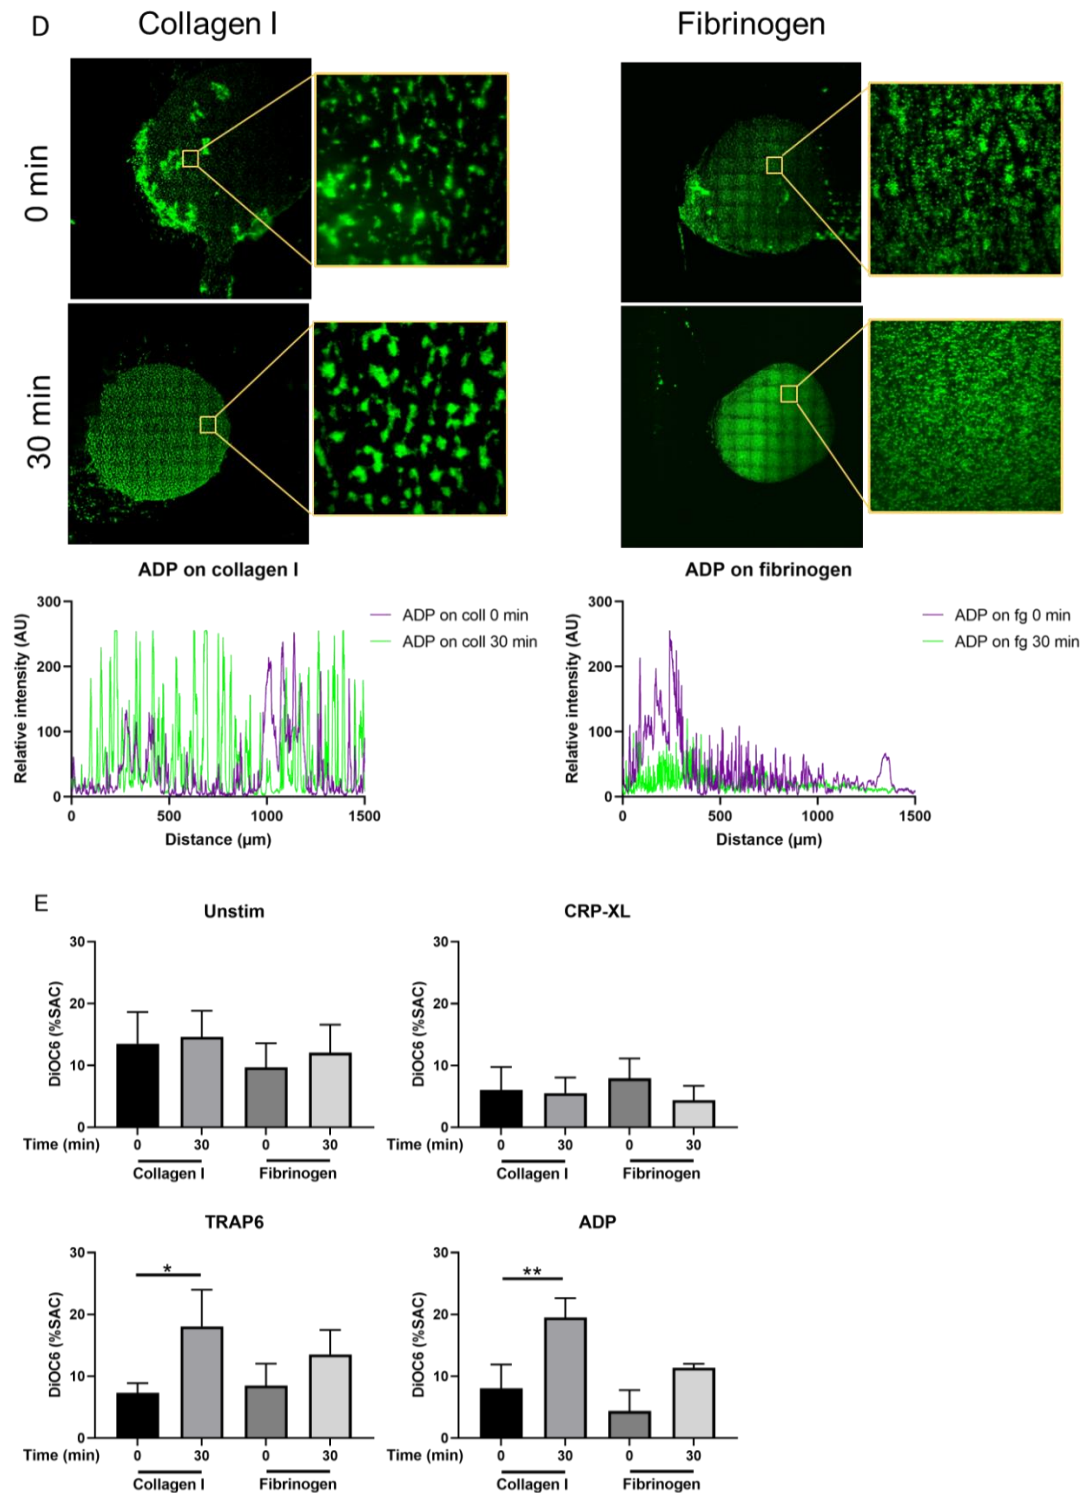 D
Collagen I
Fibrinogen
0 min
30 min
ADP on collagen I
300
200
100
0
Relative intensity (AU)
0 500 1000 1500
Distance (µm)
ADP on coll 0 min
ADP on coll 30 min
ADP on fibrinogen
300
200
100
0
Relative intensity (AU)
0 500 1000 1500
Distance (µm)
ADP on fg 0 min
ADP on fg 30 min
E
Unstim
30
20
10
0
DiOC6 (%SAC)
Time (min) 0 30 0 30
Collagen I Fibrinogen
CRP-XL
30
20
10
0
DiOC6 (%SAC)
Time (min) 0 30 0 30
Collagen I Fibrinogen
TRAP6
30
20
10
0
DiOC6 (%SAC)
*
Time (min) 0 30 0 30
Collagen I Fibrinogen
ADP
30
20
10
0
DiOC6 (%SAC)
**
Time (min) 0 30 0 30
Collagen I Fibrinogen